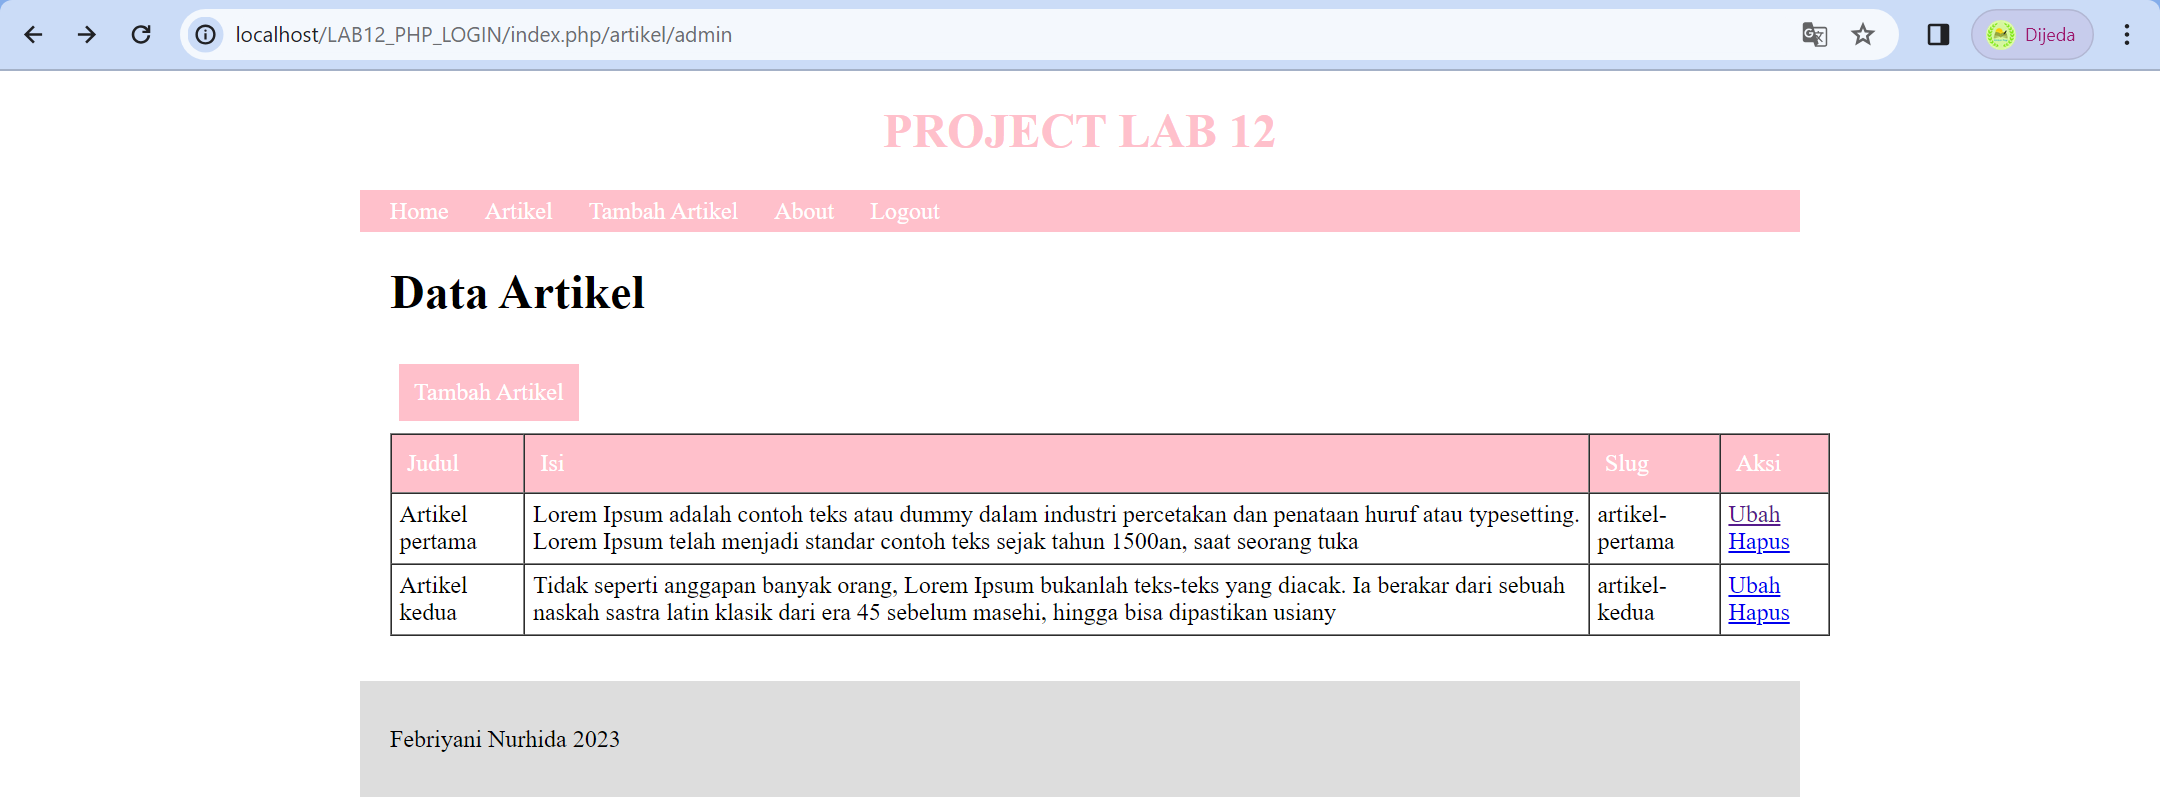 localhost/LAB12_PHP_LOGIN/index.php/artikel/admin
Dijeda
PROJECT LAB 12
Home Artikel Tambah Artikel About Logout
Data Artikel
Tambah Artikel
Judul Isi Slug Aksi
Artikel pertama
Lorem Ipsum adalah contoh teks atau dummy dalam industri percetakan dan penataan huruf atau typesetting.
Lorem Ipsum telah menjadi standar contoh teks sejak tahun 1500an, saat seorang tuka
artikel-
pertama
Ubah
Hapus
Artikel
kedua
Tidak seperti anggapan banyak orang, Lorem Ipsum bukanlah teks-teks yang diacak. Ia berakar dari sebuah
naskah sastra latin klasik dari era 45 sebelum masehi, hingga bisa dipastikan usiany
artikel-
kedua
Ubah
Hapus
Febriyani Nurhida 2023